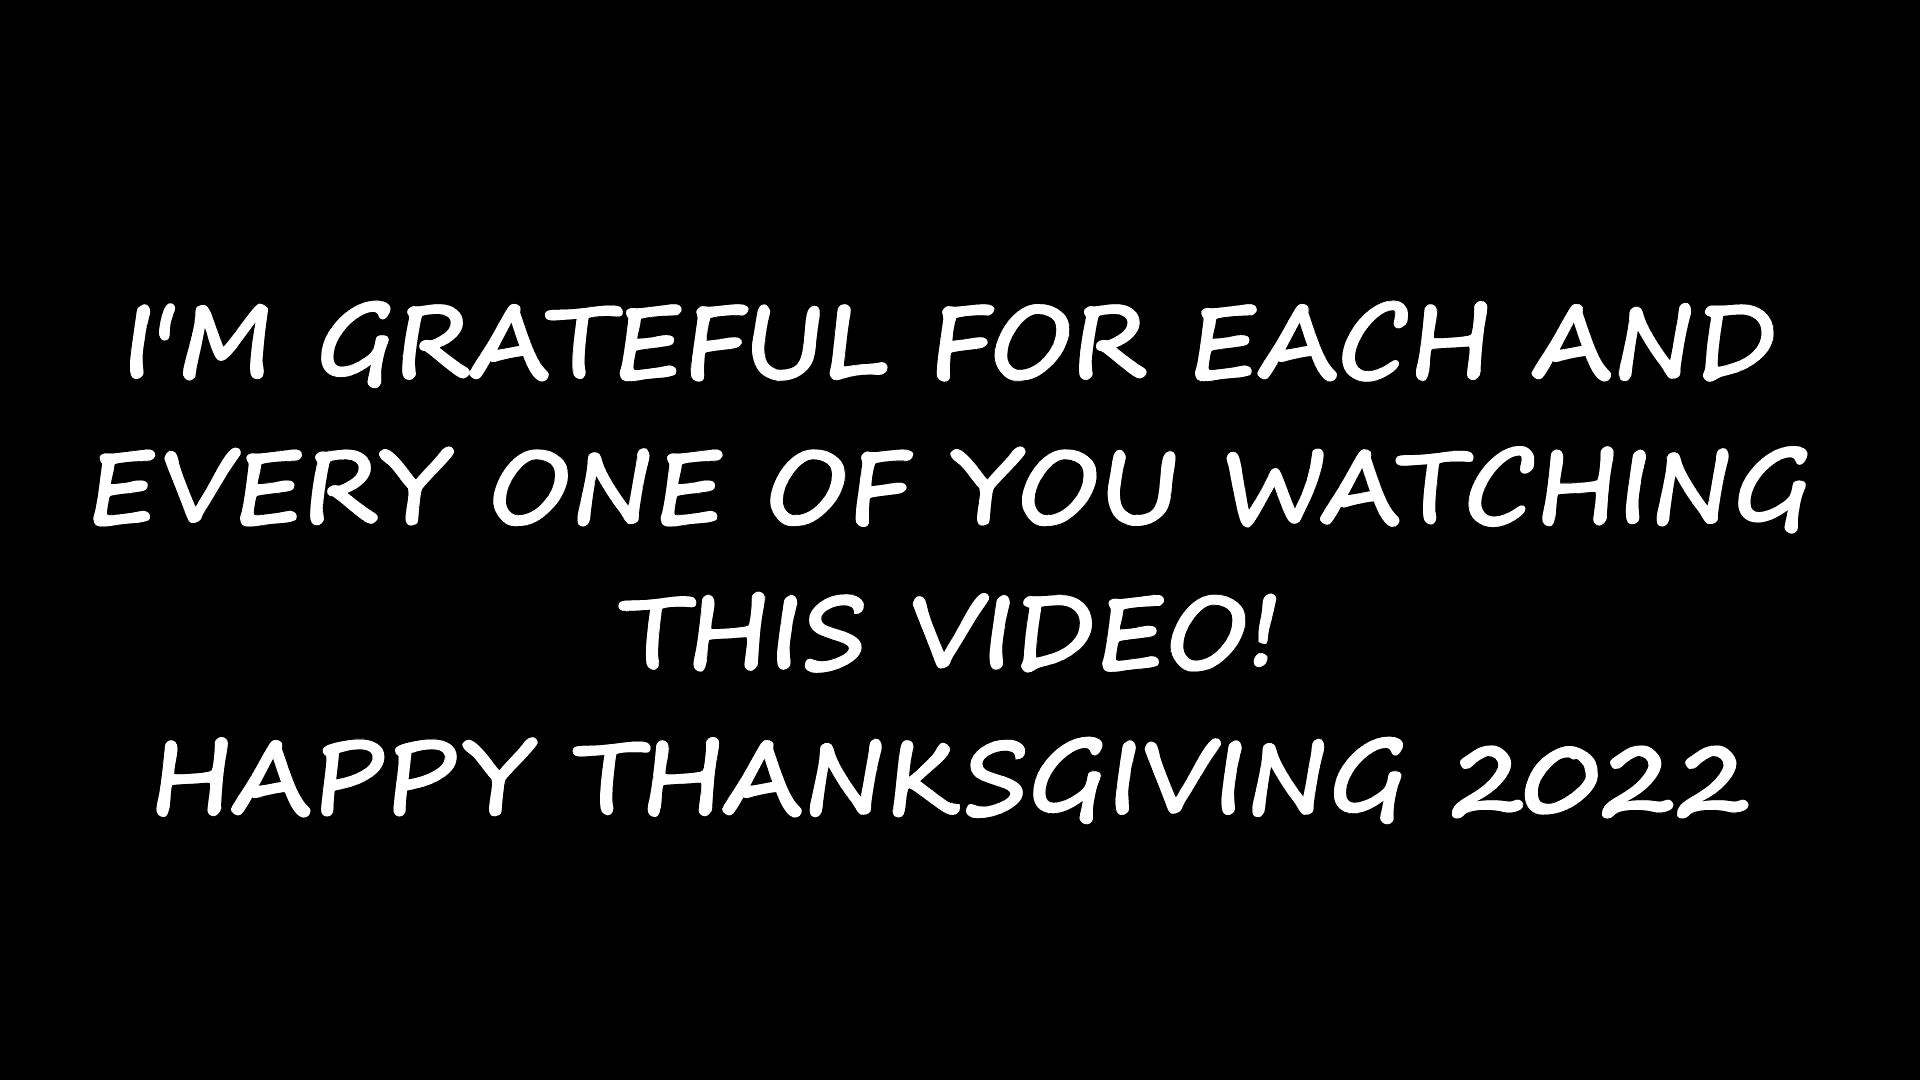 I'M GRATEFUL FOR EACH AND
EVERY ONE OF YOU WATCHING
THIS VIDEO!
HAPPY THANKSGIVING 2022